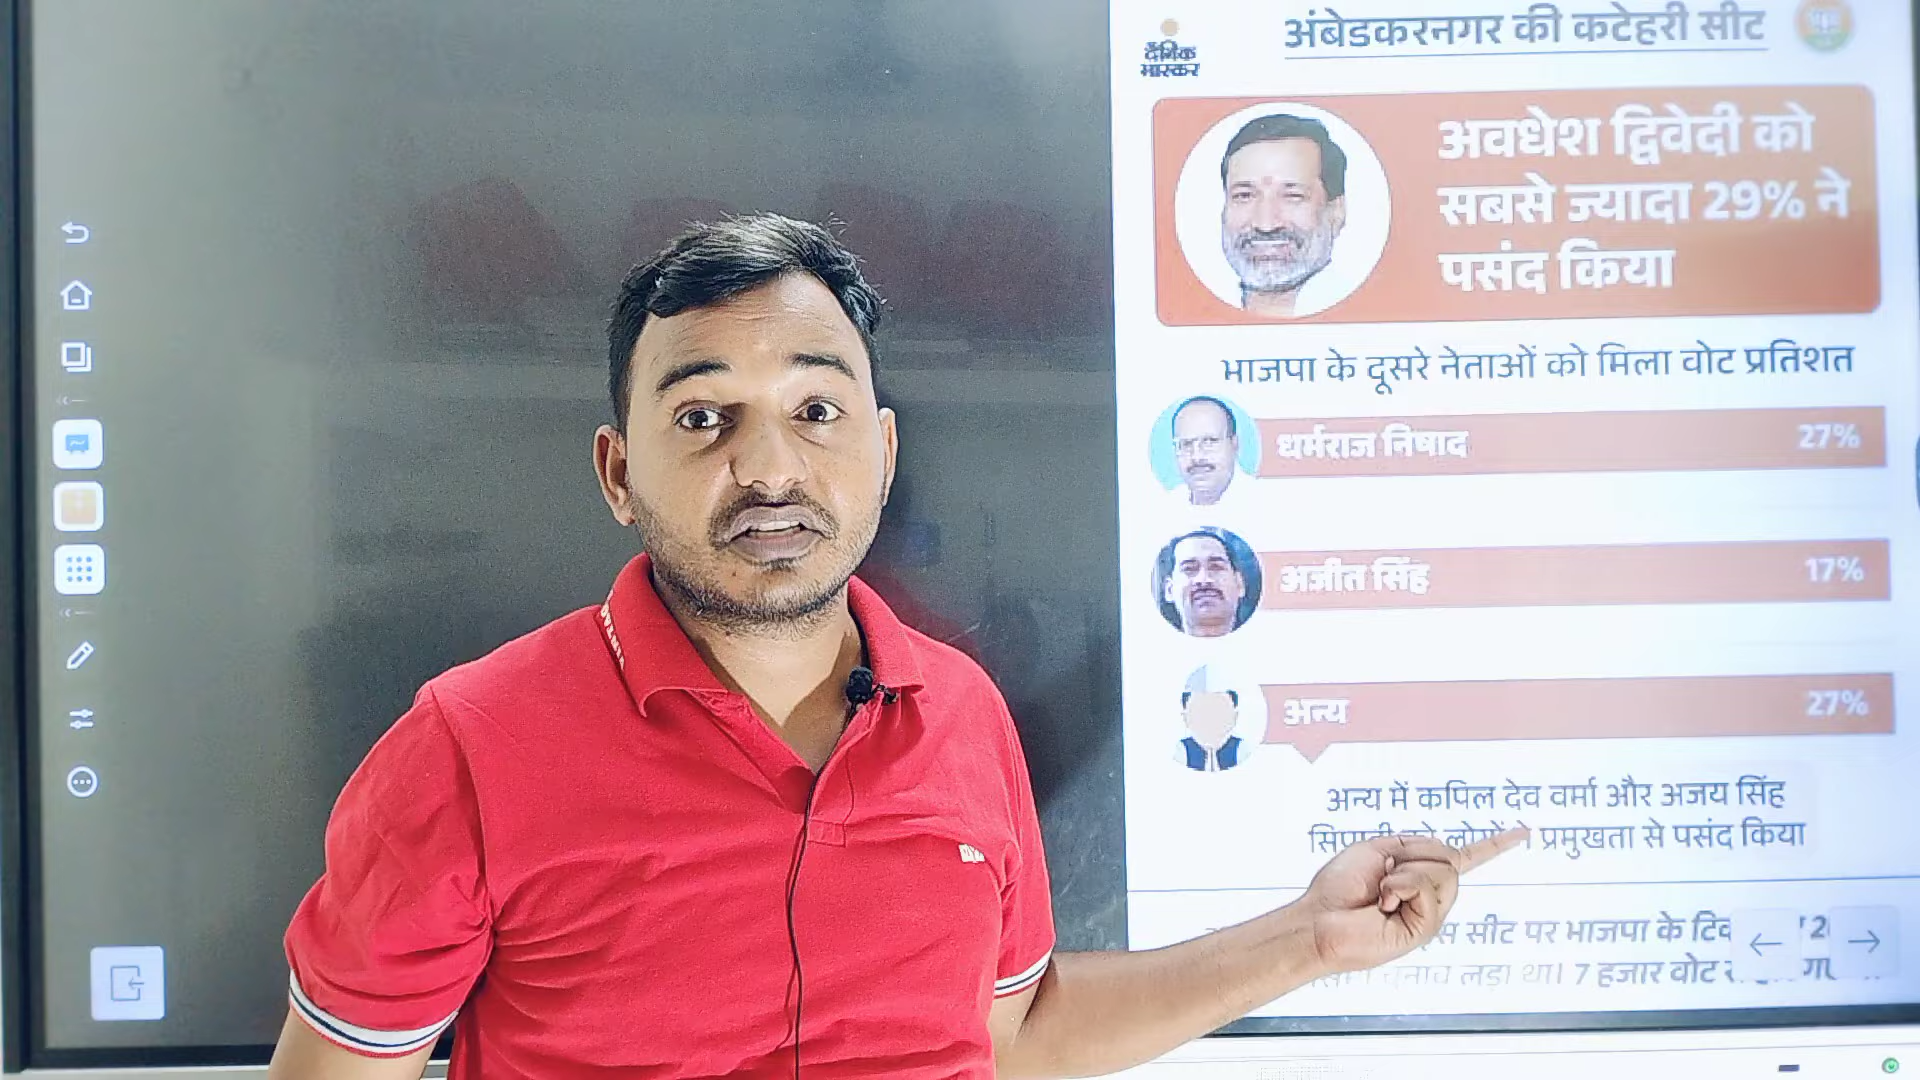 दैनिक
भास्कर
अंबेडकरनगर की कटेहरी सीट
अवधेश द्विवेदी को
सबसे ज्यादा 29% ने
पसंद किया
भाजपा के दूसरे नेताओं को मिला वोट प्रतिशत
धर्मराज निषाद 27%
अजीत सिंह 17%
अन्य 27%
अन्य में कपिल देव वर्मा और अजय सिंह
को लोगों ने प्रमुखता से पसंद किया
सीट पर भाजपा के
चुनाव लड़ा था। 7 हजार वोट